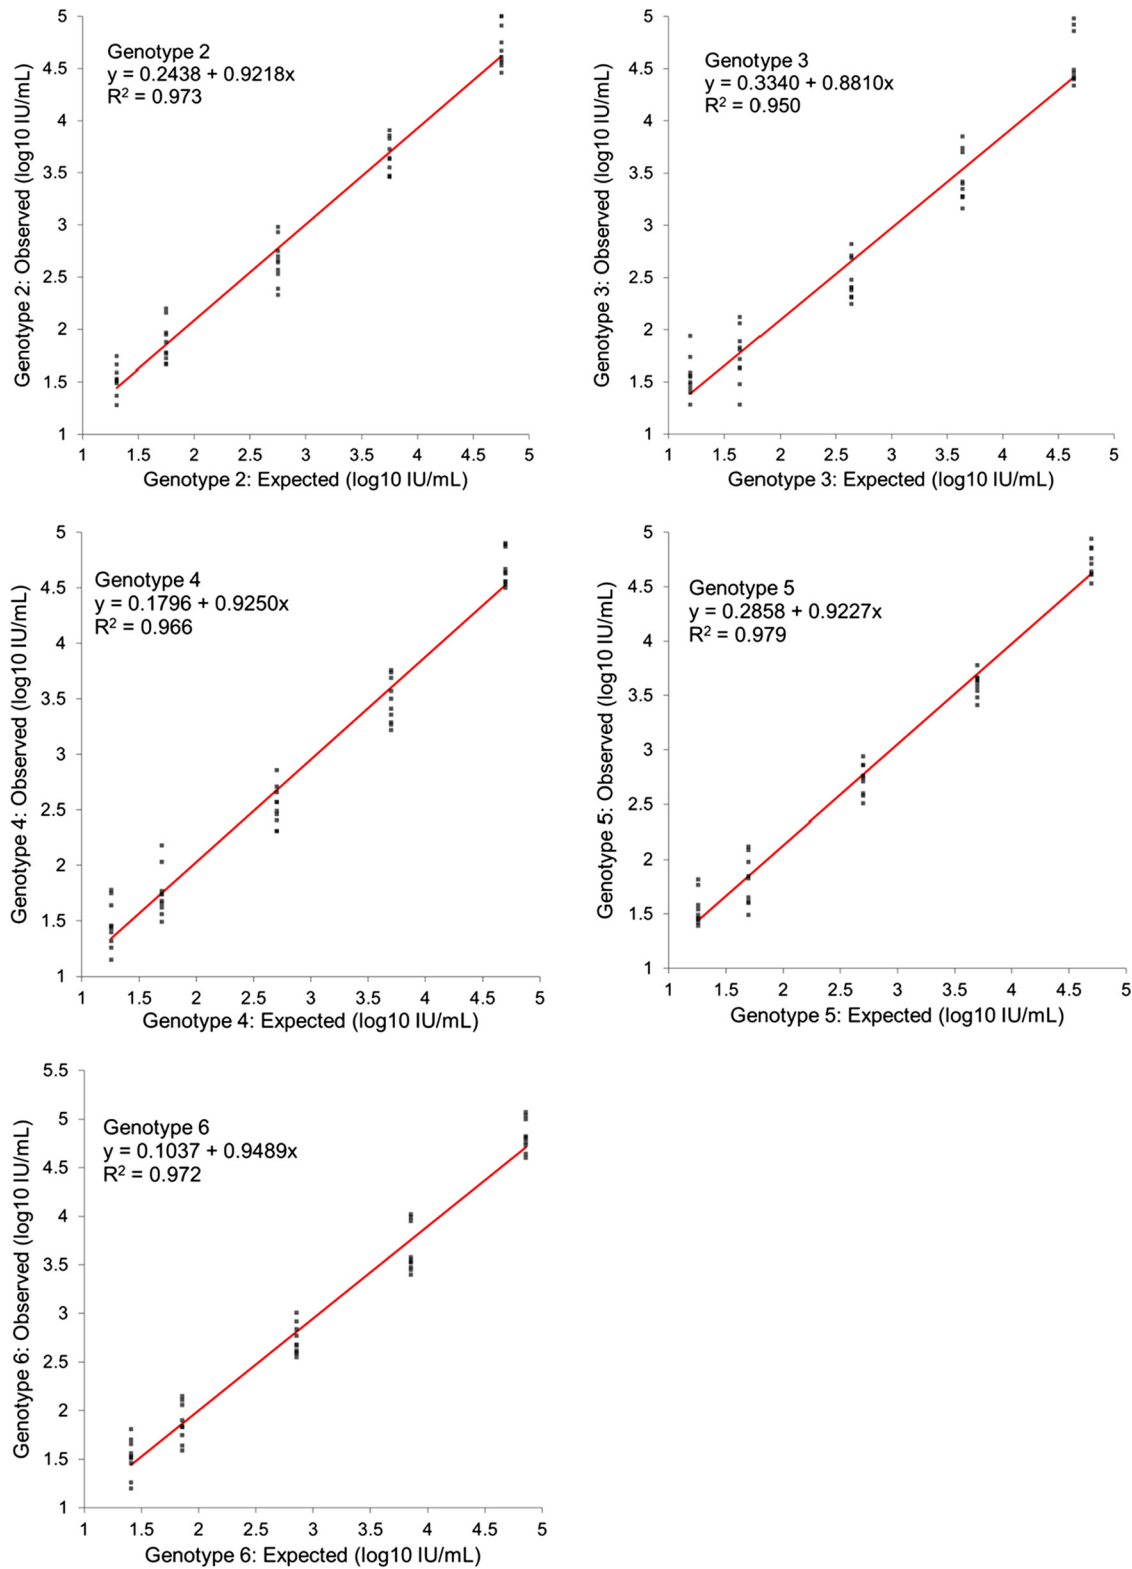 Genotype 2
y = 0.2438 + 0.9218x
R² = 0.973
Genotype 2: Observed (log10 IU/mL)
5
4.5
4
3.5
3
2.5
2
1.5
1
1 1.5 2 2.5 3 3.5 4 4.5 5
Genotype 2: Expected (log10 IU/mL)
Genotype 3
y = 0.3340 + 0.8810x
R² = 0.950
Genotype 3: Observed (log10 IU/mL)
5
4.5
4
3.5
3
2.5
2
1.5
1
1 1.5 2 2.5 3 3.5 4 4.5 5
Genotype 3: Expected (log10 IU/mL)
Genotype 4
y = 0.1796 + 0.9250x
R² = 0.966
Genotype 4: Observed (log10 IU/mL)
5
4.5
4
3.5
3
2.5
2
1.5
1
1 1.5 2 2.5 3 3.5 4 4.5 5
Genotype 4: Expected (log10 IU/mL)
Genotype 5
y = 0.2858 + 0.9227x
R² = 0.979
Genotype 5: Observed (log10 IU/mL)
5
4.5
4
3.5
3
2.5
2
1.5
1
1 1.5 2 2.5 3 3.5 4 4.5 5
Genotype 5: Expected (log10 IU/mL)
Genotype 6
y = 0.1037 + 0.9489x
R² = 0.972
Genotype 6: Observed (log10 IU/mL)
5.5
5
4.5
4
3.5
3
2.5
2
1.5
1
1 1.5 2 2.5 3 3.5 4 4.5 5
Genotype 6: Expected (log10 IU/mL)